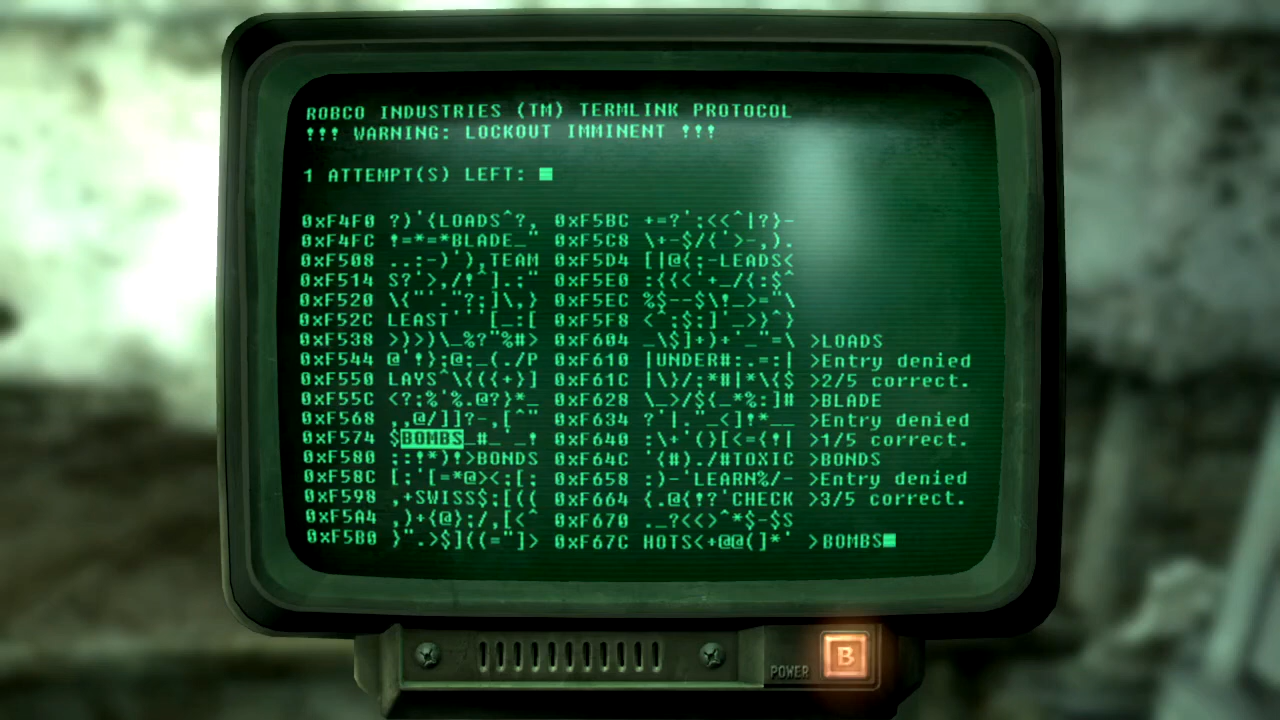 ROBCO INDUSTRIES (TM) TERMLINK PROTOCOL
!!! WARNING: LOCKOUT IMMINENT !!!
1 ATTEMPT(S) LEFT:
0xF4F0 ?)'{LOADS^?, 0xF5BC +=?':<<^|?}-
0xF4FC !=*=*BLADE_" 0xF5C8 \+-$/{'>-,).
0xF508 ..:-)'),TEAM 0xF5D4 [|@{;-LEADS<
0xF514 S?'>,/!^].:" 0xF5E0 :{{<'+_/{:$^
0xF520 \{"'."?;]\,} 0xF5EC %$--$\!_>="\
0xF52C LEAST'''[_:[ 0xF5F8 <^;$;]'_>}^}
0xF538 >)>)\_%?"%#> 0xF604 _\$]+)+'_"=\ >LOADS
0xF544 @'!};@;_(./P 0xF610 |UNDER#:.=:| >Entry denied
0xF550 LAYS^\{({+}] 0xF61C |\}/;*#|*\{$ >2/5 correct.
0xF55C <?;%'%.@?}*_ 0xF628 \_>/${_*%:]# >BLADE
0xF568 ,,@/]]?-,[^" 0xF634 ?'|."_<]!*__ >Entry denied
0xF574 $BOMBS_#_ _! 0xF640 :\+'(}[<={!| >1/5 correct.
0xF580 ;:!*)!>BONDS 0xF64C '{#)./#TOXIC >BONDS
0xF58C [:'[=*@><:[: 0xF658 :)-'LEARN%/- >Entry denied
0xF598 ,+SWISS$:[(( 0xF664 {.@{!?'CHECK >3/5 correct.
0xF5A4 ,)+{@};/,[<^ 0xF670 ._?<<>^*$-$S
0xF5B0 }".>$]((="]> 0xF67C HOTS<+@@(]*' >BOMBS
POWER
B